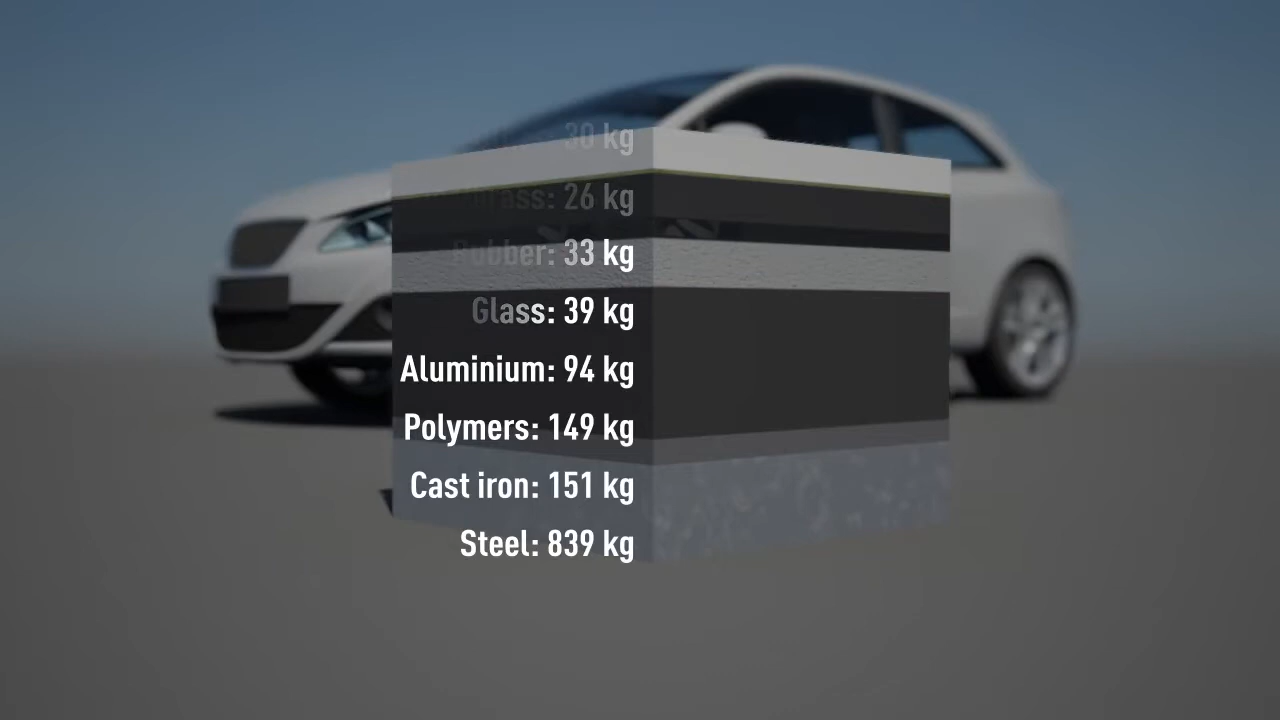 30 kg
26 kg
Rubber: 33 kg
Glass: 39 kg
Aluminium: 94 kg
Polymers: 149 kg
Cast iron: 151 kg
Steel: 839 kg